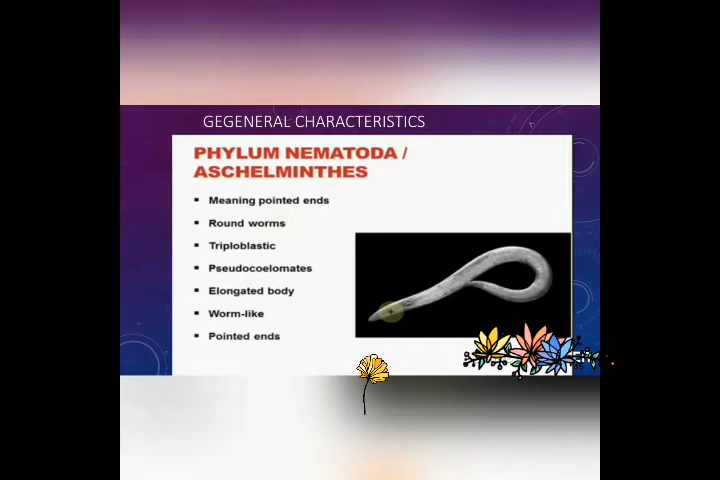 GEGENERAL CHARACTERISTICS
PHYLUM NEMATODA /
ASCHELMINTHES
▪ Meaning pointed ends
▪ Round worms
▪ Triploblastic
▪ Pseudocoelomates
▪ Elongated body
▪ Worm-like
▪ Pointed ends